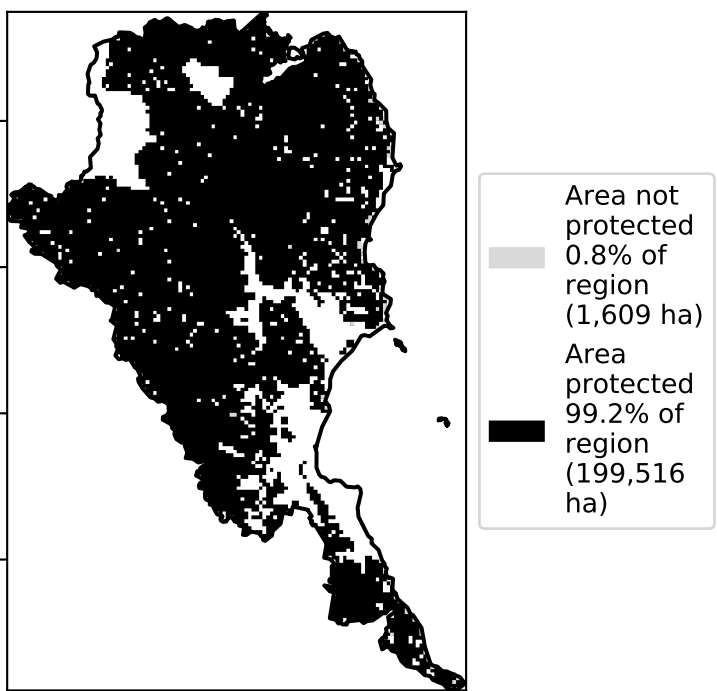 Area not
protected
0.8% of
region
(1,609 ha)
Area
protected
99.2% of
region
(199,516
ha)